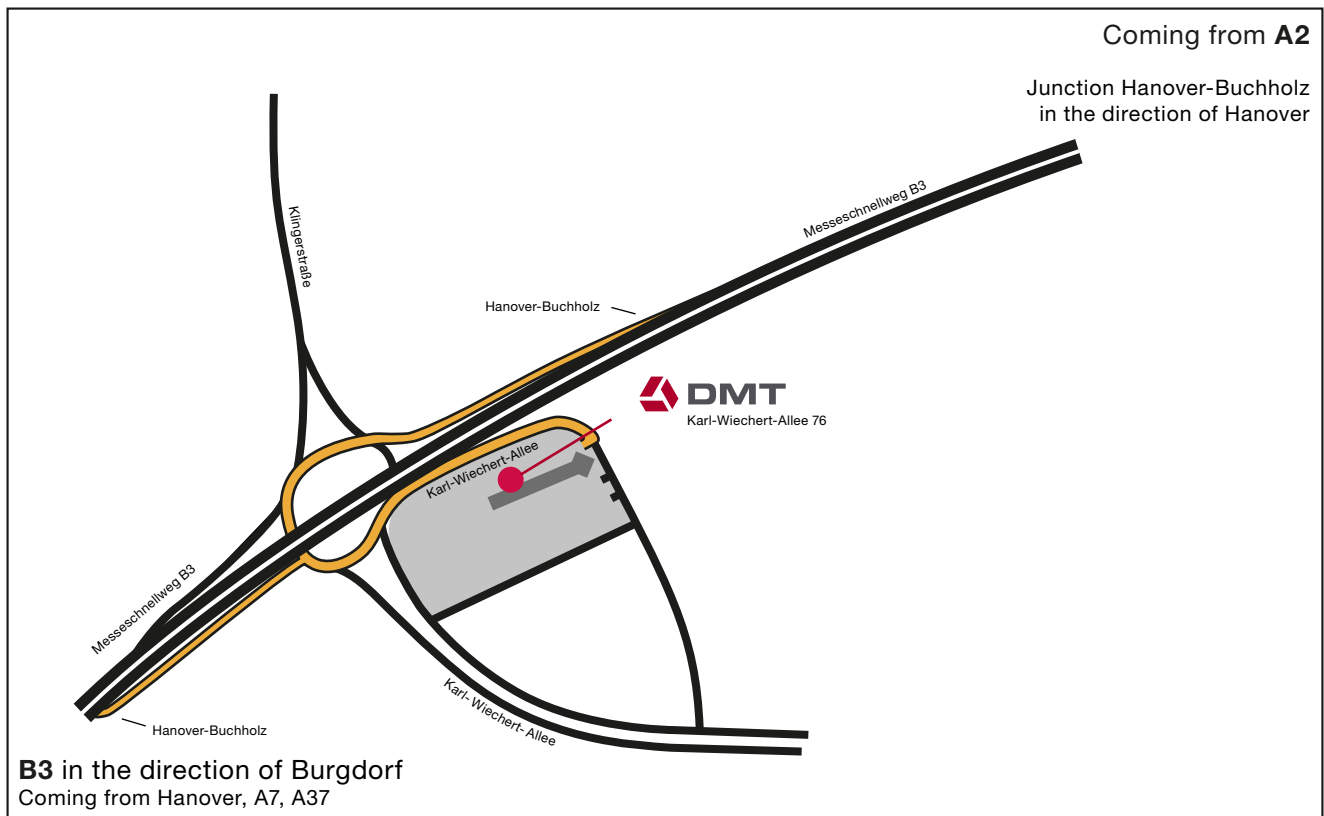 Coming from A2
Junction Hanover-Buchholz
in the direction of Hanover
Messeschnellweg B3
Klingerstraße
Hanover-Buchholz
DMT
Karl-Wiechert-Allee 76
Karl-Wiechert-Allee
Messeschnellweg B3
Karl-Wiechert-Allee
Hanover-Buchholz
B3 in the direction of Burgdorf
Coming from Hanover, A7, A37